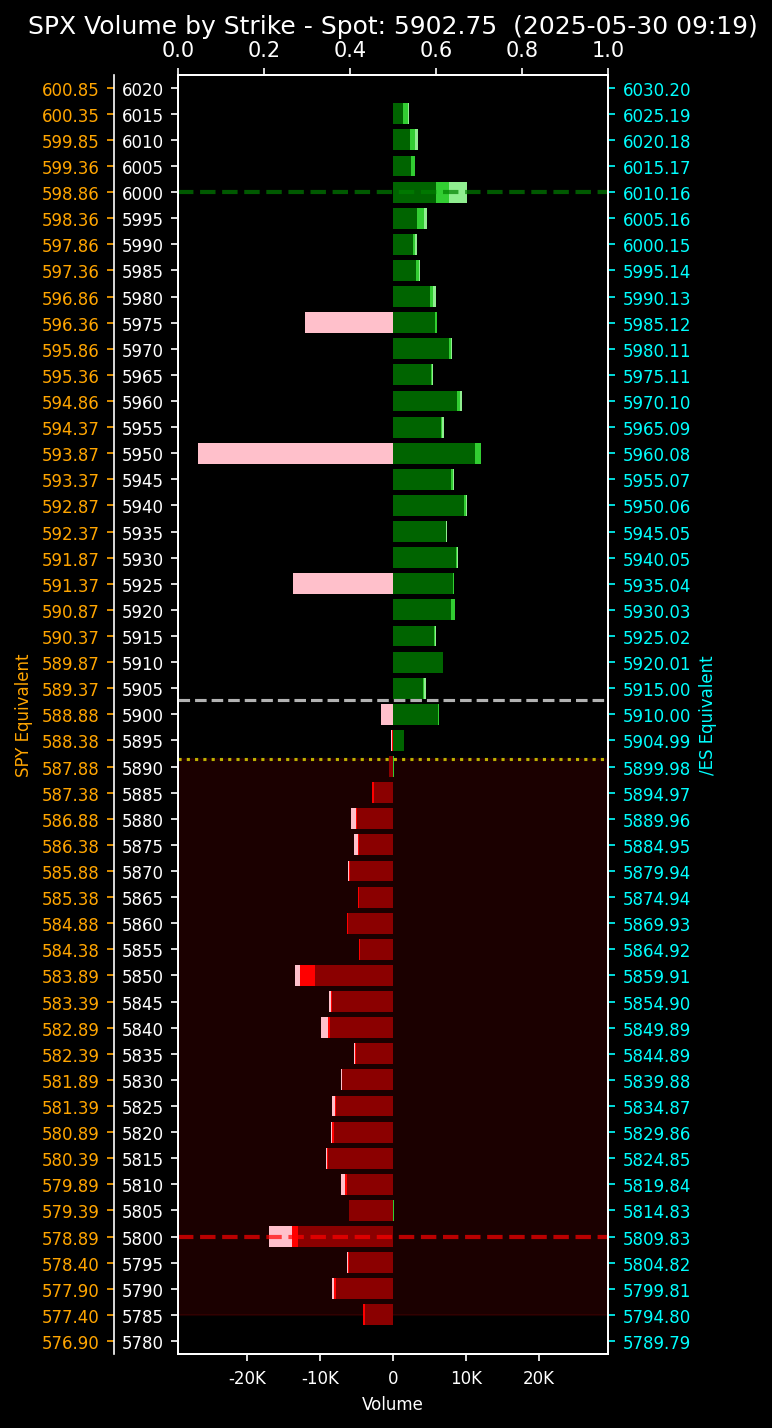 SPX Volume by Strike - Spot: 5902.75  (2025-05-30 09:19)
0.0 0.2 0.4 0.6 0.8 1.0
600.85 6020 6030.20
600.35 6015 6025.19
599.85 6010 6020.18
599.36 6005 6015.17
598.86 6000 6010.16
598.36 5995 6005.16
597.86 5990 6000.15
597.36 5985 5995.14
596.86 5980 5990.13
596.36 5975 5985.12
595.86 5970 5980.11
595.36 5965 5975.11
594.86 5960 5970.10
594.37 5955 5965.09
593.87 5950 5960.08
593.37 5945 5955.07
592.87 5940 5950.06
592.37 5935 5945.05
591.87 5930 5940.05
591.37 5925 5935.04
590.87 5920 5930.03
590.37 5915 5925.02
589.87 5910 5920.01
589.37 5905 5915.00
588.88 5900 5910.00
588.38 5895 5904.99
587.88 5890 5899.98
587.38 5885 5894.97
586.88 5880 5889.96
586.38 5875 5884.95
585.88 5870 5879.94
585.38 5865 5874.94
584.88 5860 5869.93
584.38 5855 5864.92
583.89 5850 5859.91
583.39 5845 5854.90
582.89 5840 5849.89
582.39 5835 5844.89
581.89 5830 5839.88
581.39 5825 5834.87
580.89 5820 5829.86
580.39 5815 5824.85
579.89 5810 5819.84
579.39 5805 5814.83
578.89 5800 5809.83
578.40 5795 5804.82
577.90 5790 5799.81
577.40 5785 5794.80
576.90 5780 5789.79
SPY Equivalent
/ES Equivalent
-20K -10K 0 10K 20K
Volume